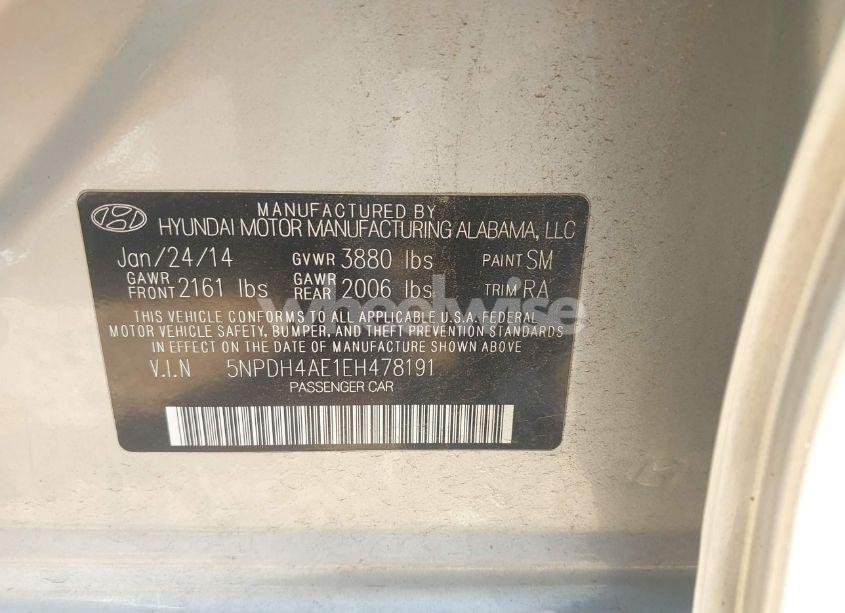 MANUFACTURED BY
HYUNDAI MOTOR MANUFACTURING ALABAMA, LLC
Jan/24/14 GVWR 3880 lbs PAINT SM
GAWR FRONT 2161 lbs GAWR REAR 2006 lbs TRIM RA
THIS VEHICLE CONFORMS TO ALL APPLICABLE U.S.A. FEDERAL
MOTOR VEHICLE SAFETY, BUMPER, AND THEFT PREVENTION STANDARDS
IN EFFECT ON THE DATE OF MANUFACTURE SHOWN ABOVE.
V.I.N 5NPDH4AE1EH478191
PASSENGER CAR
wheelwise